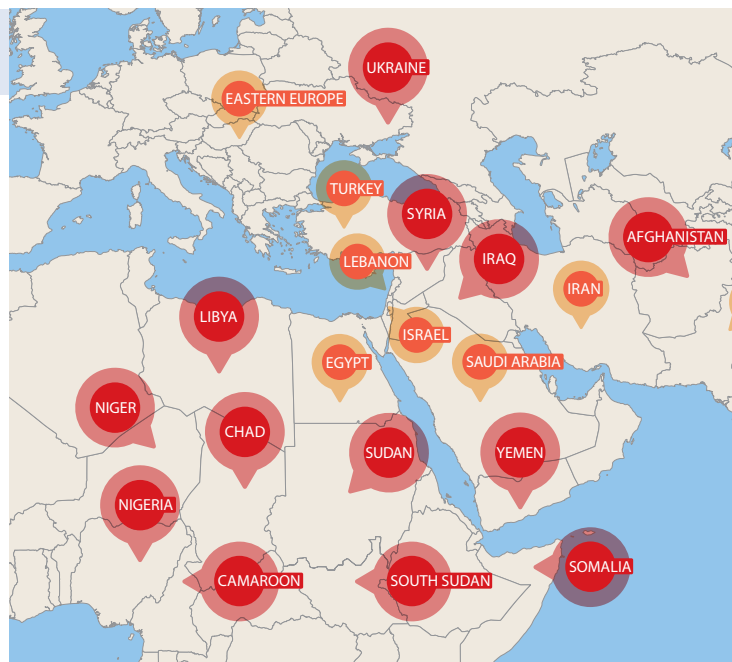 UKRAINE
EASTERN EUROPE
TURKEY
SYRIA
AFGHANISTAN
LEBANON
IRAQ
IRAN
LIBYA
ISRAEL
EGYPT
SAUDI ARABIA
NIGER
CHAD
SUDAN
YEMEN
NIGERIA
CAMAROON
SOUTH SUDAN
SOMALIA